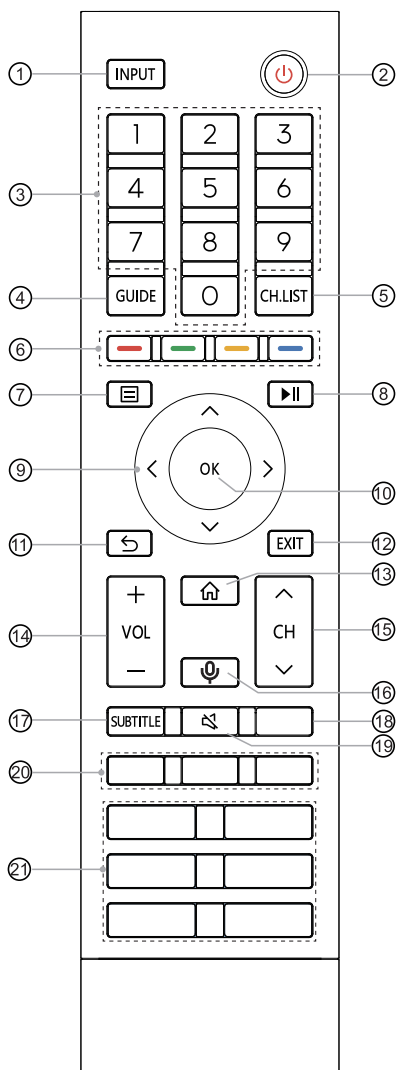 ① INPUT ②
1 2 3
③ 4 5 6
7 8 9
④ GUIDE 0 CH.LIST ⑤
⑥
⑦ ⑧
⑨ OK ⑩
⑪ EXIT ⑫
⑬
+
⑭ VOL CH ⑮
—
⑯
⑰ SUBTITLE ⑱
⑲
⑳
㉑